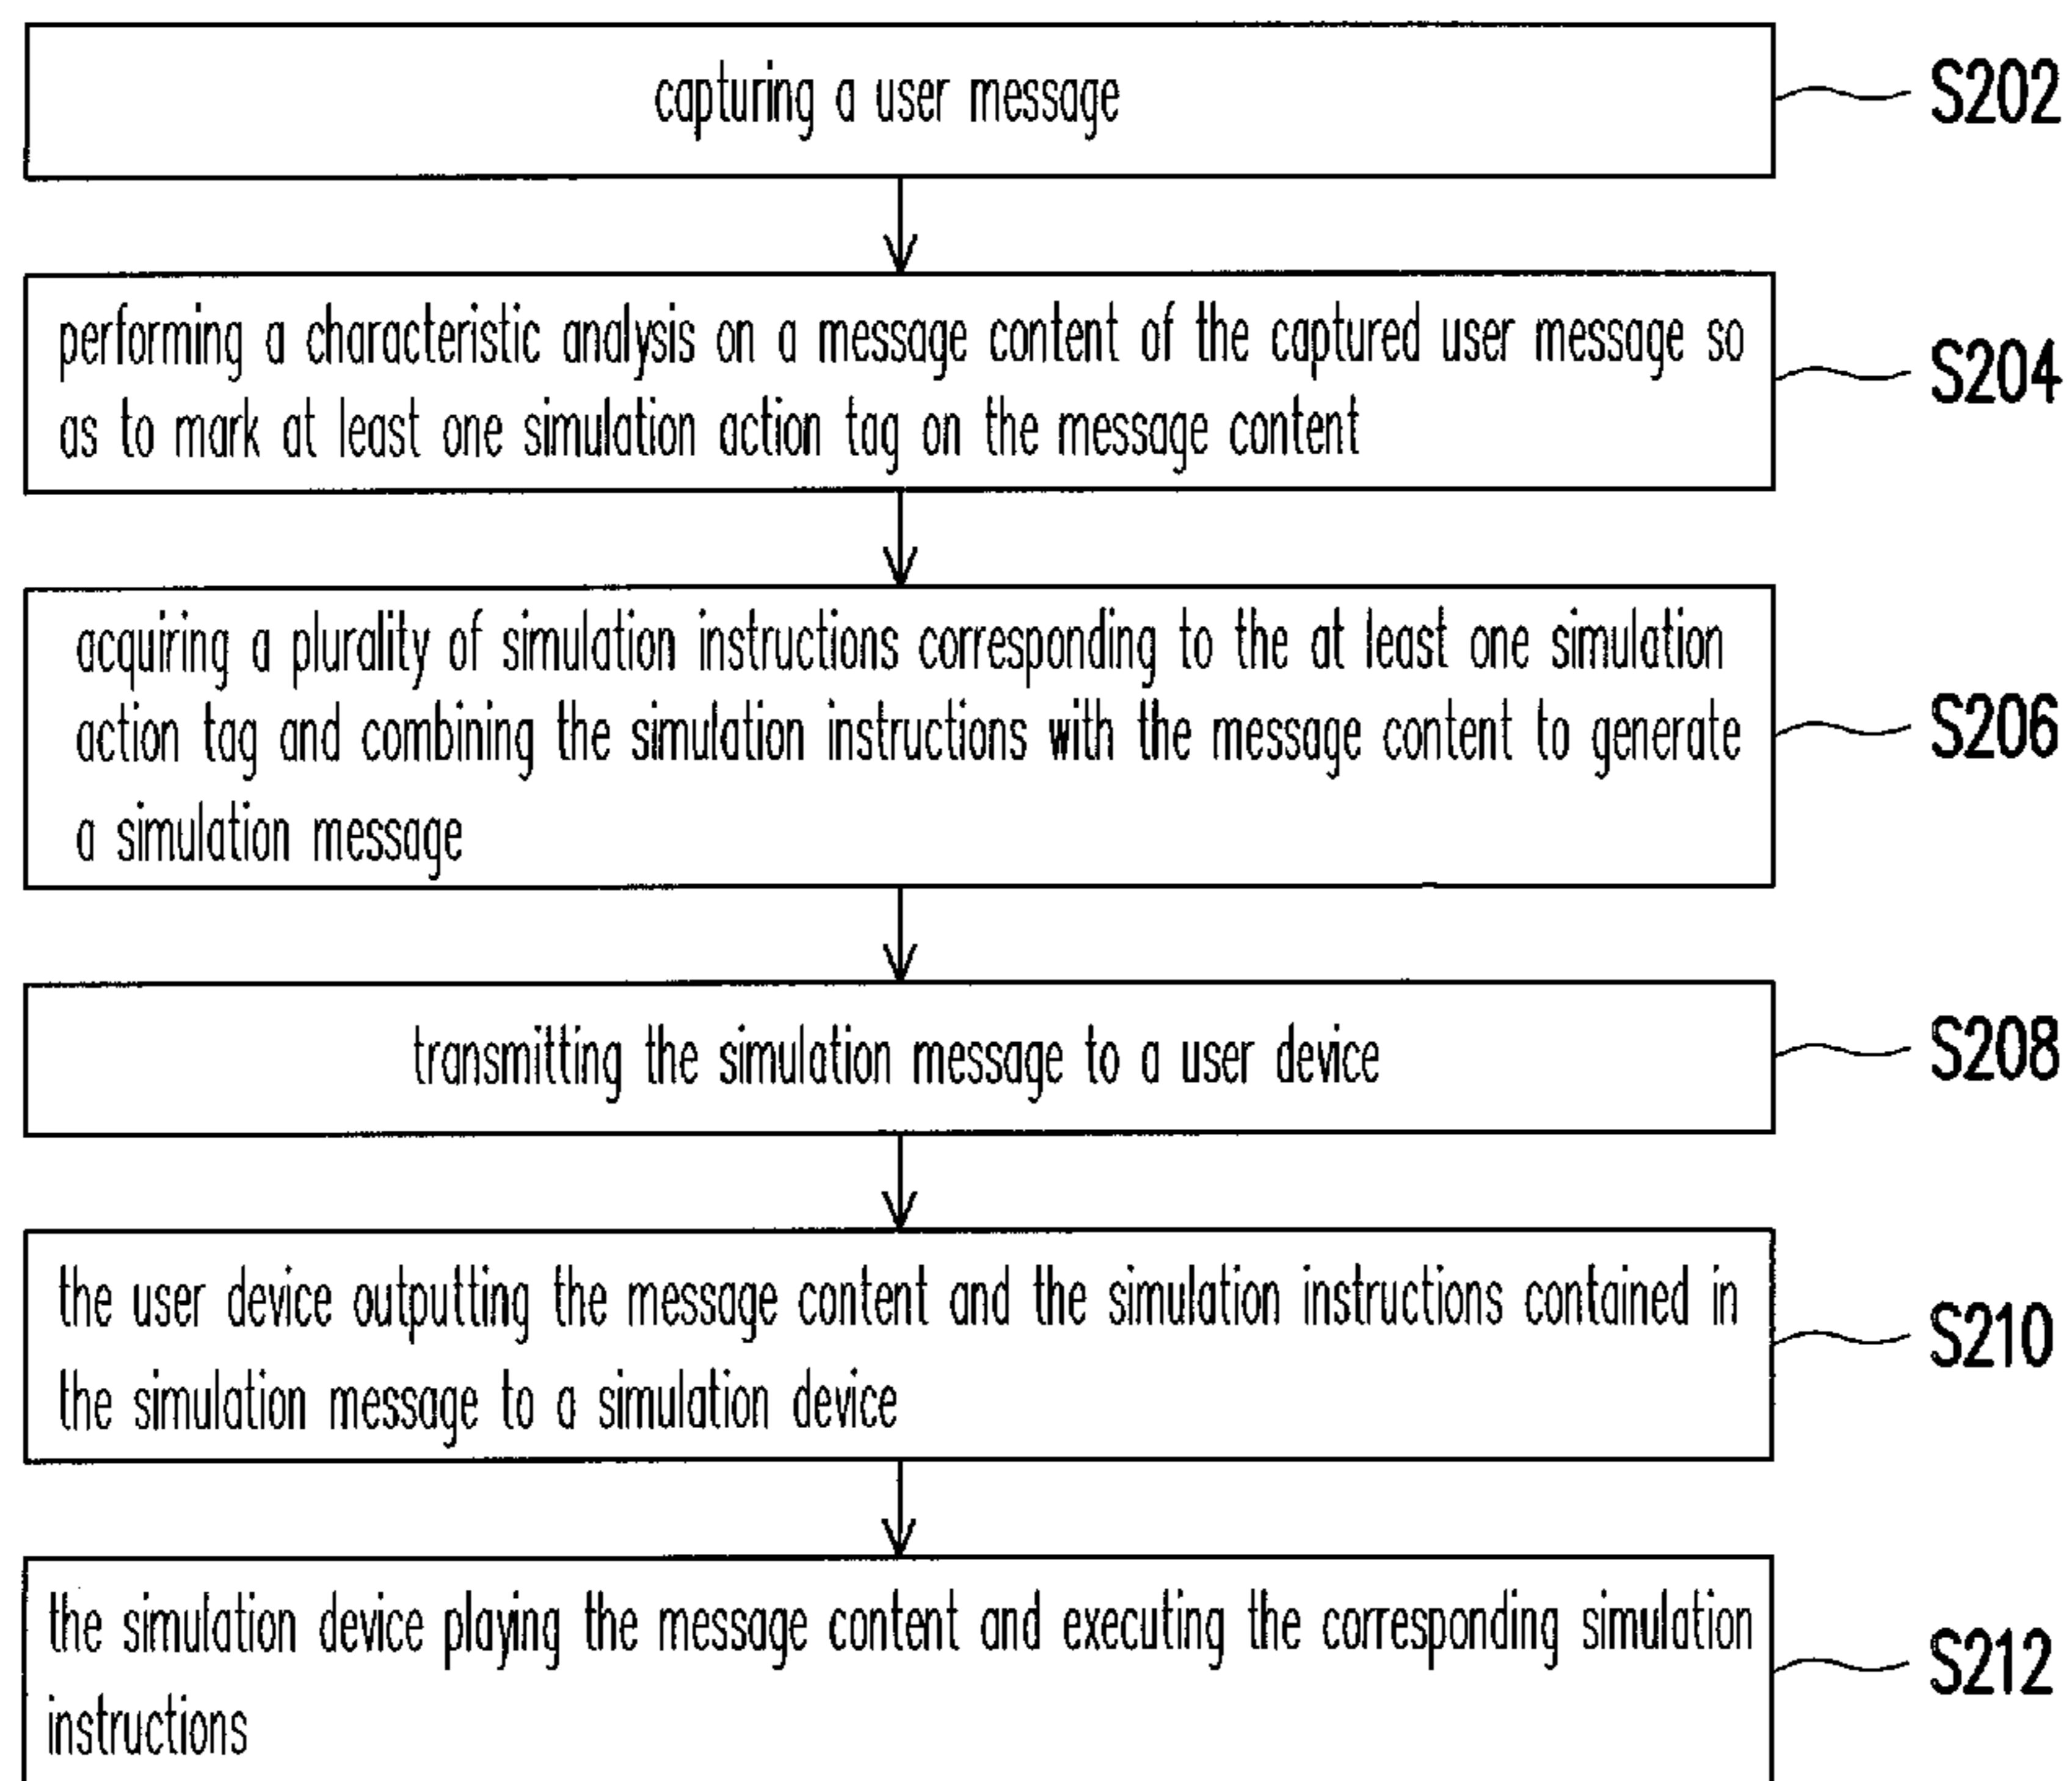 capturing a user message
S202
performing a characteristic analysis on a message content of the captured user message so
as to mark at least one simulation action tag on the message content
S204
acquiring a plurality of simulation instructions corresponding to the at least one simulation
action tag and combining the simulation instructions with the message content to generate
a simulation message
S206
transmitting the simulation message to a user device
S208
the user device outputting the message content and the simulation instructions contained in
the simulation message to a simulation device
S210
the simulation device playing the message content and executing the corresponding simulation
instructions
S212